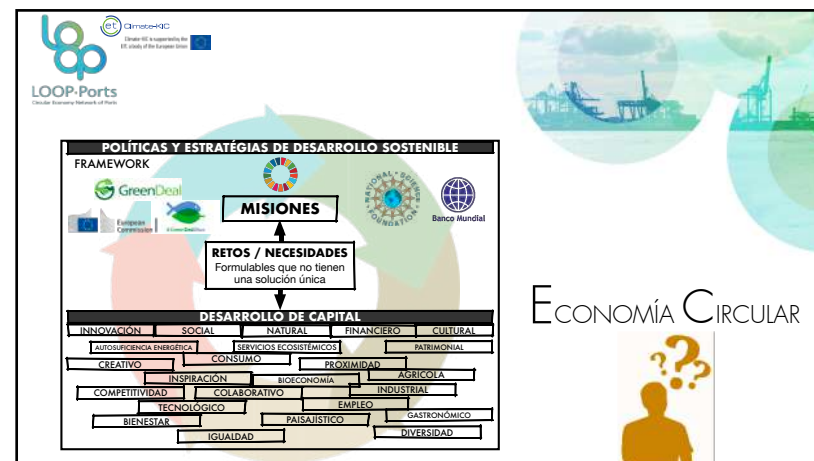 et Climate-KIC
Climate-KIC is supported by the
EIT, a body of the European Union
LOOP-Ports
Circular Economy Network of Ports
POLÍTICAS Y ESTRATÉGIAS DE DESARROLLO SOSTENIBLE
FRAMEWORK
GreenDeal
European
Commission
MISIONES
NATIONAL SCIENCE FOUNDATION
Banco Mundial
RETOS / NECESIDADES
Formulables que no tienen
una solución única
DESARROLLO DE CAPITAL
INNOVACIÓN SOCIAL NATURAL FINANCIERO CULTURAL
AUTOSUFICIENCIA ENERGÉTICA SERVICIOS ECOSISTÉMICOS PATRIMONIAL
CREATIVO CONSUMO PROXIMIDAD
INSPIRACIÓN BIOECONOMÍA AGRÍCOLA
COMPETITIVIDAD COLABORATIVO INDUSTRIAL
TECNOLÓGICO EMPLEO
BIENESTAR PAISAJÍSTICO GASTRONÓMICO
IGUALDAD DIVERSIDAD
ECONOMÍA CIRCULAR
???